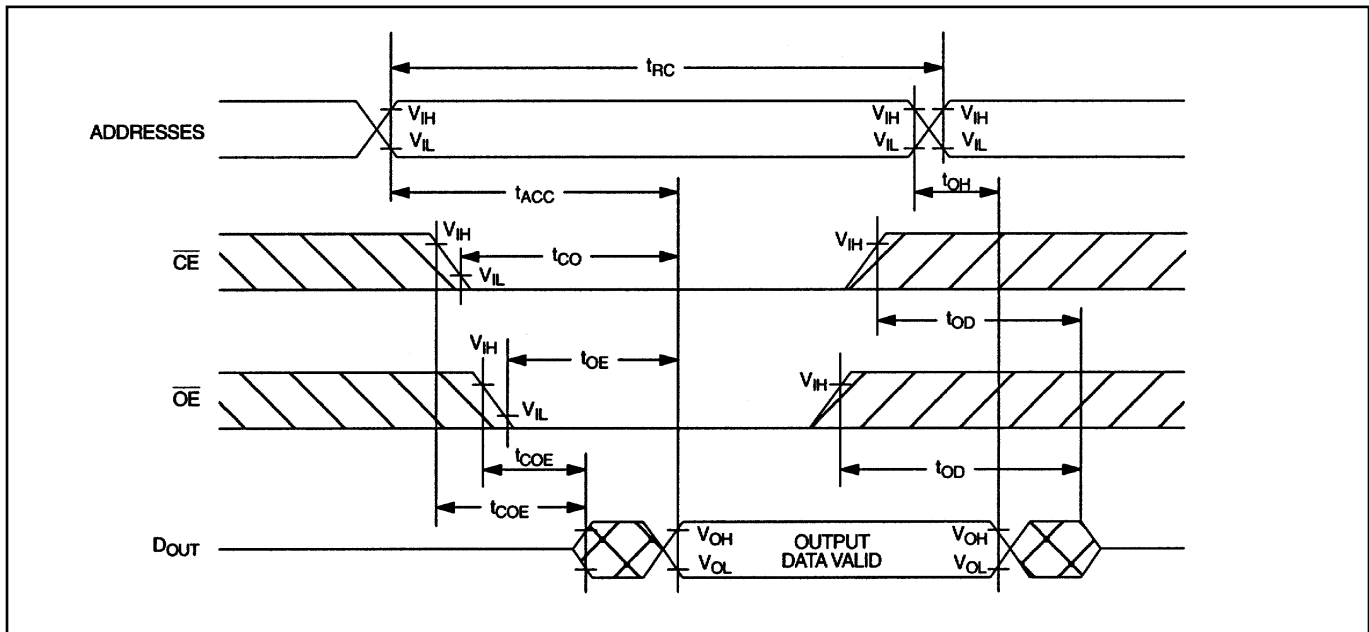 tRC
ADDRESSES
VIH
VIL
VIH
VIL
VIH
VIL
tACC
tOH
CE
VIH
VIL
tCO
VIH
tOD
OE
VIH
VIL
tOE
VIH
tCOE
tOD
tCOE
DOUT
VOH
VOL
OUTPUT
DATA VALID
VOH
VOL